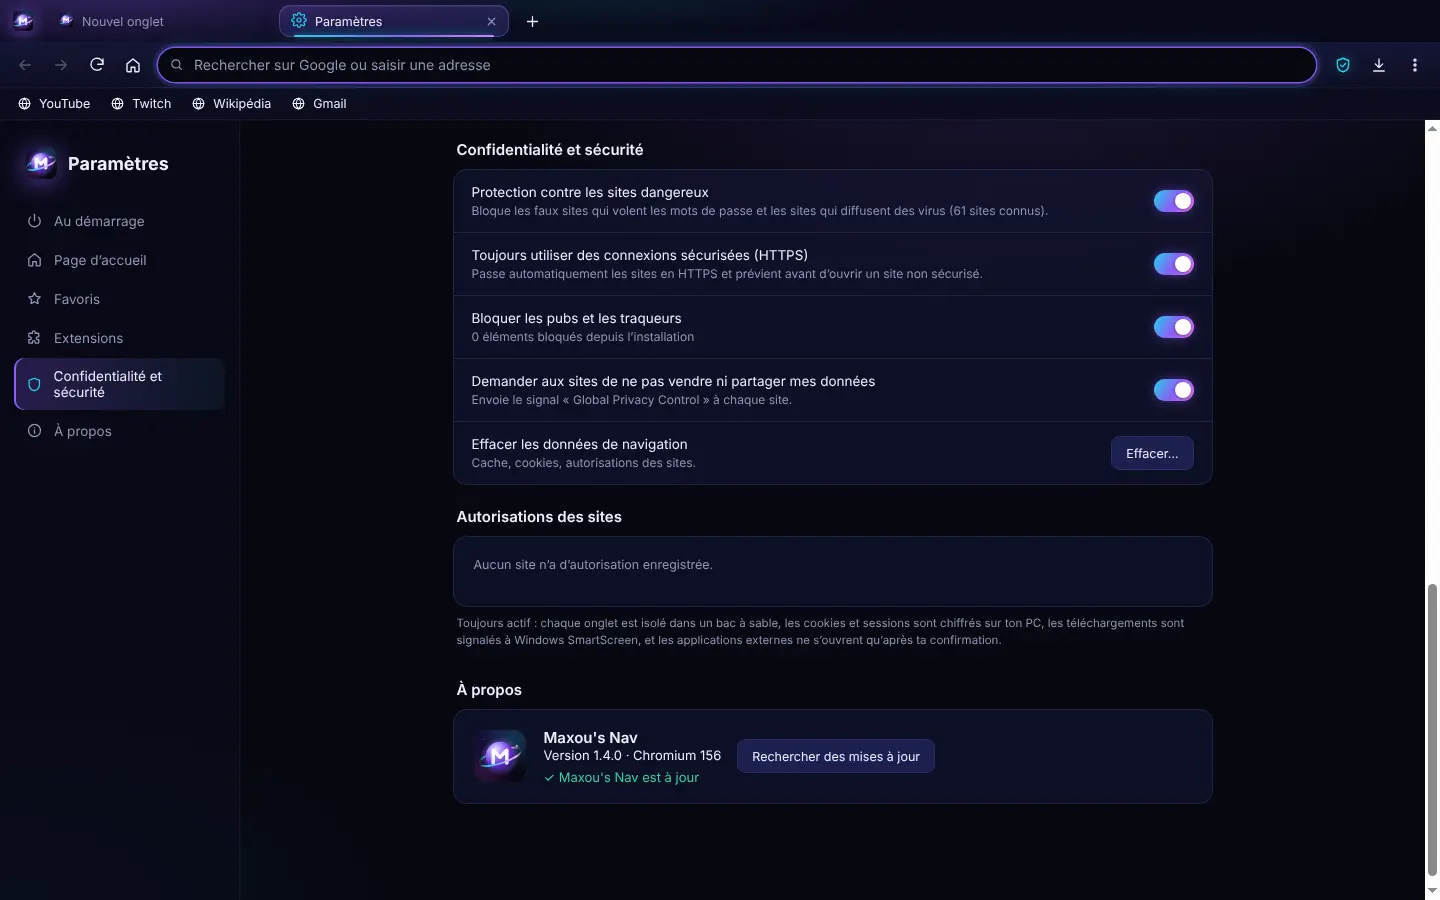 Nouvel onglet
Paramètres
Rechercher sur Google ou saisir une adresse
YouTube
Twitch
Wikipédia
Gmail
Paramètres
Au démarrage
Page d’accueil
Favoris
Extensions
Confidentialité et
sécurité
À propos
Confidentialité et sécurité
Protection contre les sites dangereux
Bloque les faux sites qui volent les mots de passe et les sites qui diffusent des virus (61 sites connus).
Toujours utiliser des connexions sécurisées (HTTPS)
Passe automatiquement les sites en HTTPS et prévient avant d’ouvrir un site non sécurisé.
Bloquer les pubs et les traqueurs
0 éléments bloqués depuis l’installation
Demander aux sites de ne pas vendre ni partager mes données
Envoie le signal « Global Privacy Control » à chaque site.
Effacer les données de navigation
Cache, cookies, autorisations des sites.
Effacer...
Autorisations des sites
Aucun site n’a d’autorisation enregistrée.
Toujours actif : chaque onglet est isolé dans un bac à sable, les cookies et sessions sont chiffrés sur ton PC, les téléchargements sont
signalés à Windows SmartScreen, et les applications externes ne s’ouvrent qu’après ta confirmation.
À propos
M
Maxou's Nav
Version 1.4.0 · Chromium 156
✓ Maxou's Nav est à jour
Rechercher des mises à jour